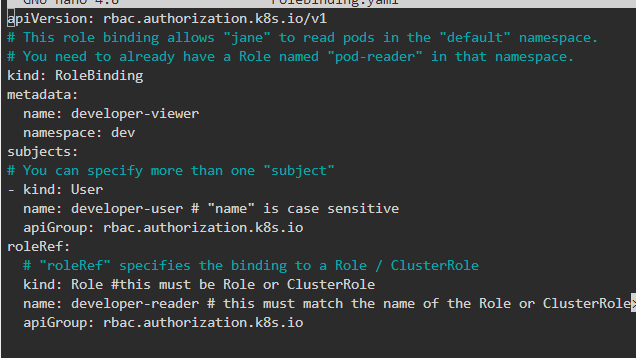 GNU nano 4.8 rolebinding.yaml
apiVersion: rbac.authorization.k8s.io/v1
# This role binding allows "jane" to read pods in the "default" namespace.
# You need to already have a Role named "pod-reader" in that namespace.
kind: RoleBinding
metadata:
  name: developer-viewer
  namespace: dev
subjects:
# You can specify more than one "subject"
- kind: User
  name: developer-user # "name" is case sensitive
  apiGroup: rbac.authorization.k8s.io
roleRef:
  # "roleRef" specifies the binding to a Role / ClusterRole
  kind: Role #this must be Role or ClusterRole
  name: developer-reader # this must match the name of the Role or ClusterRole>
  apiGroup: rbac.authorization.k8s.io